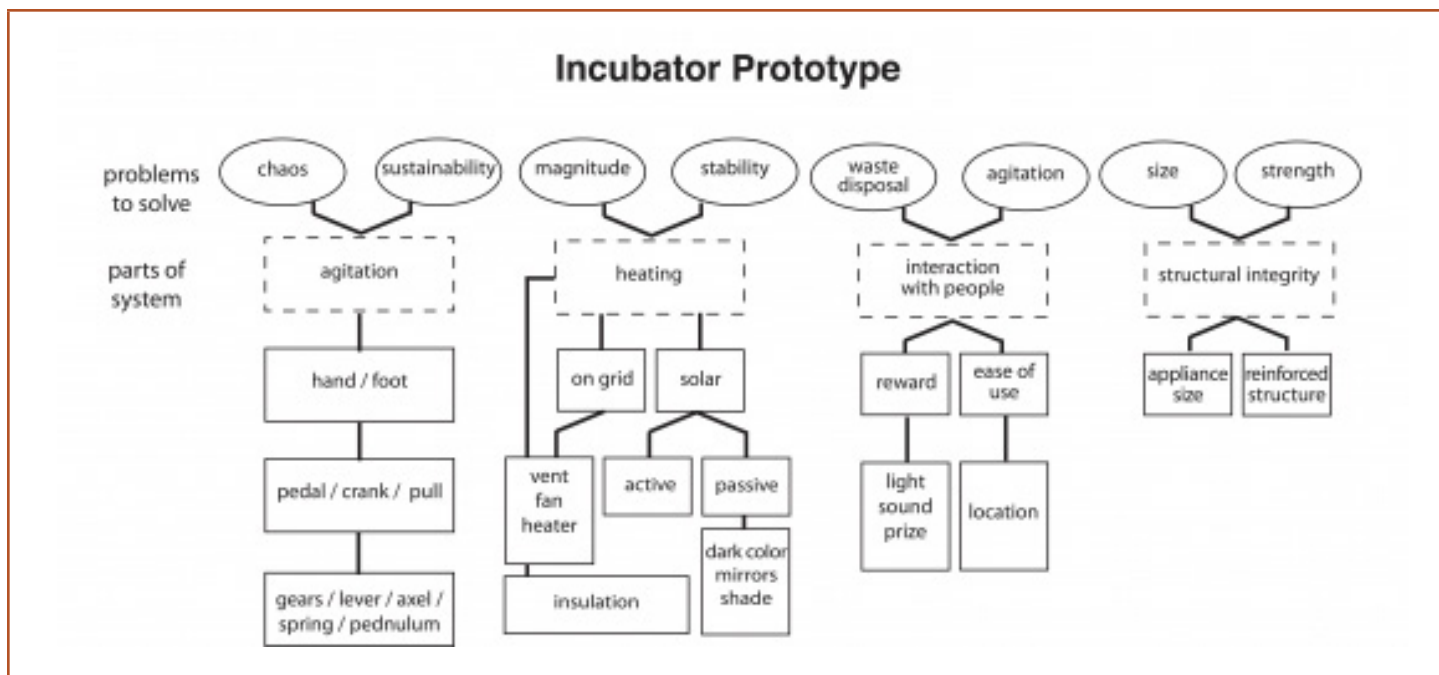 Incubator Prototype
problems
to solve
chaos
sustainability
magnitude
stability
waste
disposal
agitation
size
strength
parts of
system
agitation
heating
interaction
with people
structural integrity
hand / foot
on grid
solar
reward
ease of
use
appliance
size
reinforced
structure
pedal / crank / pull
vent
fan
heater
active
passive
light
sound
prize
location
gears / lever / axel /
spring / pednulum
insulation
dark color
mirrors
shade